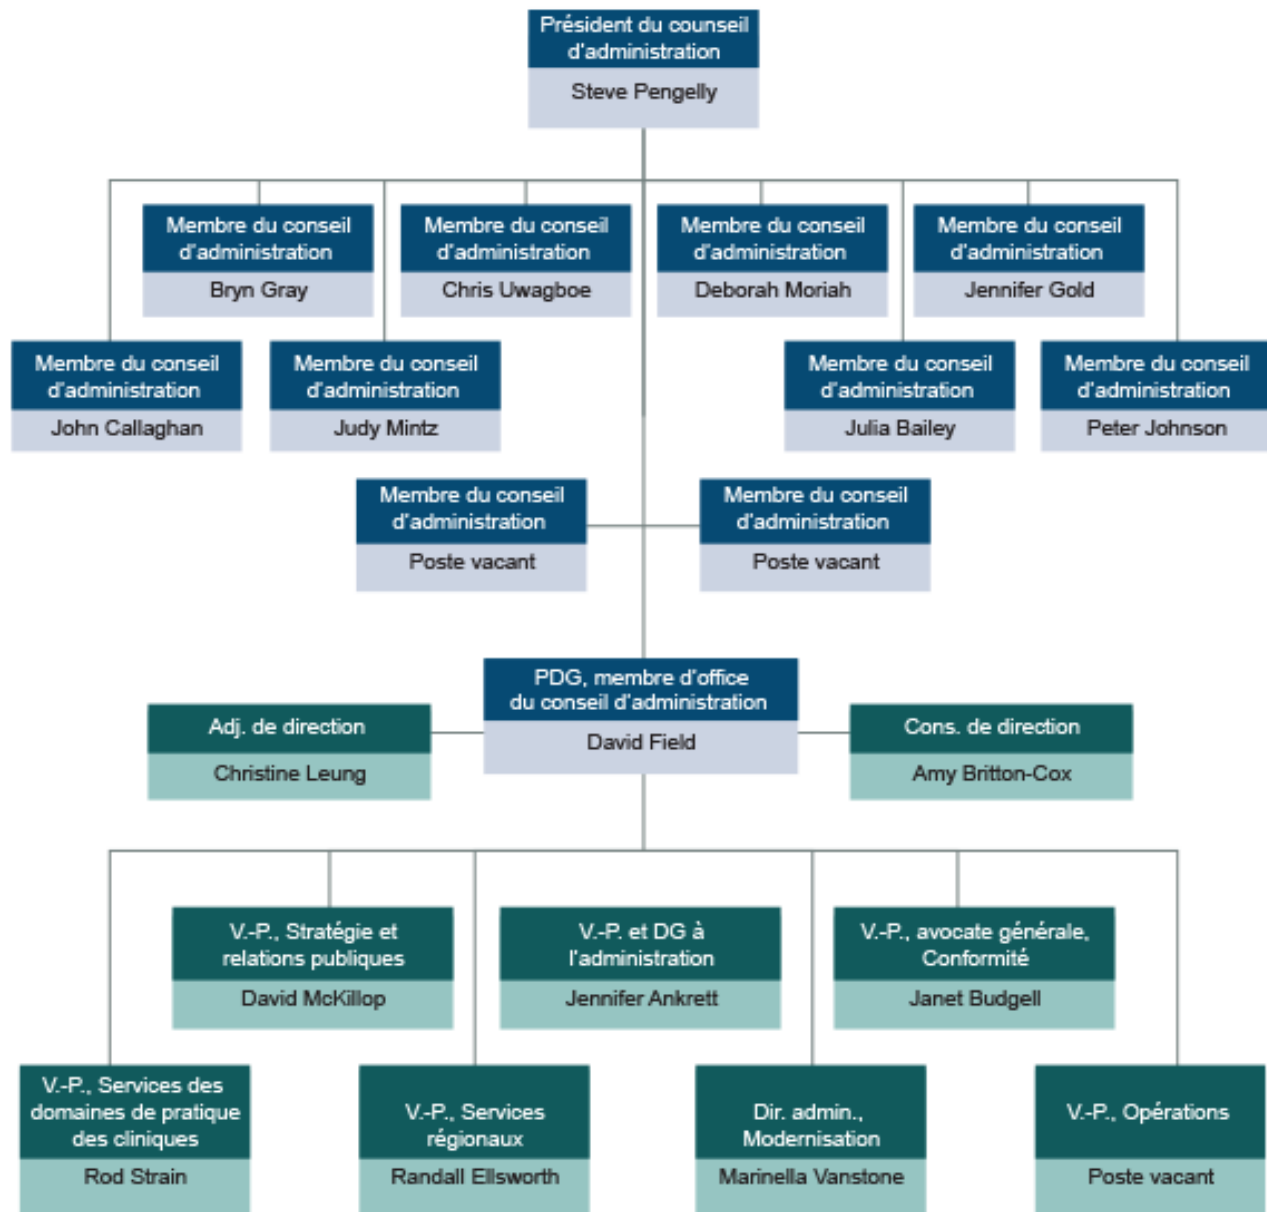 Président du counseil
d'administration
Steve Pengelly
Membre du conseil
d'administration
Bryn Gray
Membre du conseil
d'administration
Chris Uwagboe
Membre du conseil
d'administration
Deborah Moriah
Membre du conseil
d'administration
Jennifer Gold
Membre du conseil
d'administration
John Callaghan
Membre du conseil
d'administration
Judy Mintz
Membre du conseil
d'administration
Julia Bailey
Membre du conseil
d'administration
Peter Johnson
Membre du conseil
d'administration
Poste vacant
Membre du conseil
d'administration
Poste vacant
PDG, membre d'office
du conseil d'administration
David Field
Adj. de direction
Christine Leung
Cons. de direction
Amy Britton-Cox
V.-P., Stratégie et
relations publiques
David McKillop
V.-P. et DG à
l'administration
Jennifer Ankrett
V.-P., avocate générale,
Conformité
Janet Budgell
V.-P., Services des
domaines de pratique
des cliniques
Rod Strain
V.-P., Services
régionaux
Randall Ellsworth
Dir. admin.,
Modernisation
Marinella Vanstone
V.-P., Opérations
Poste vacant